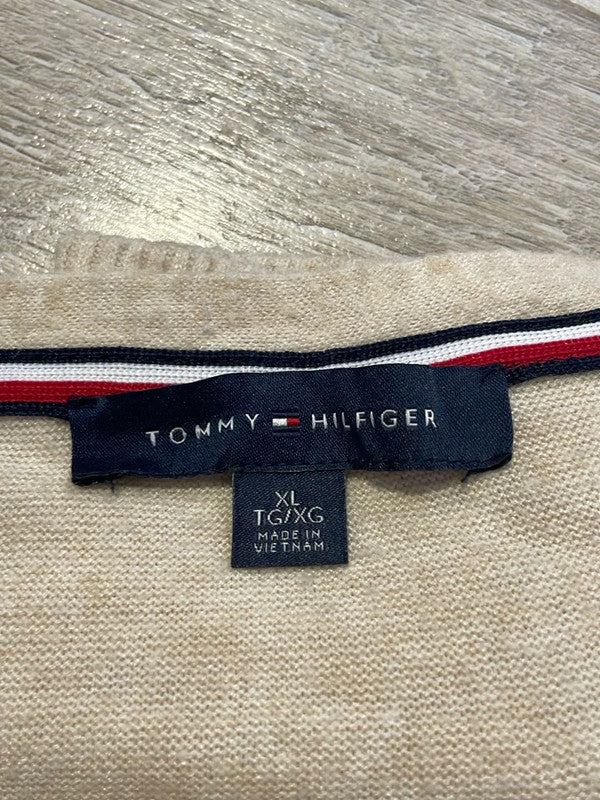 TOMMY HILFIGER
XL
TG/XG
MADE IN
VIETNAM